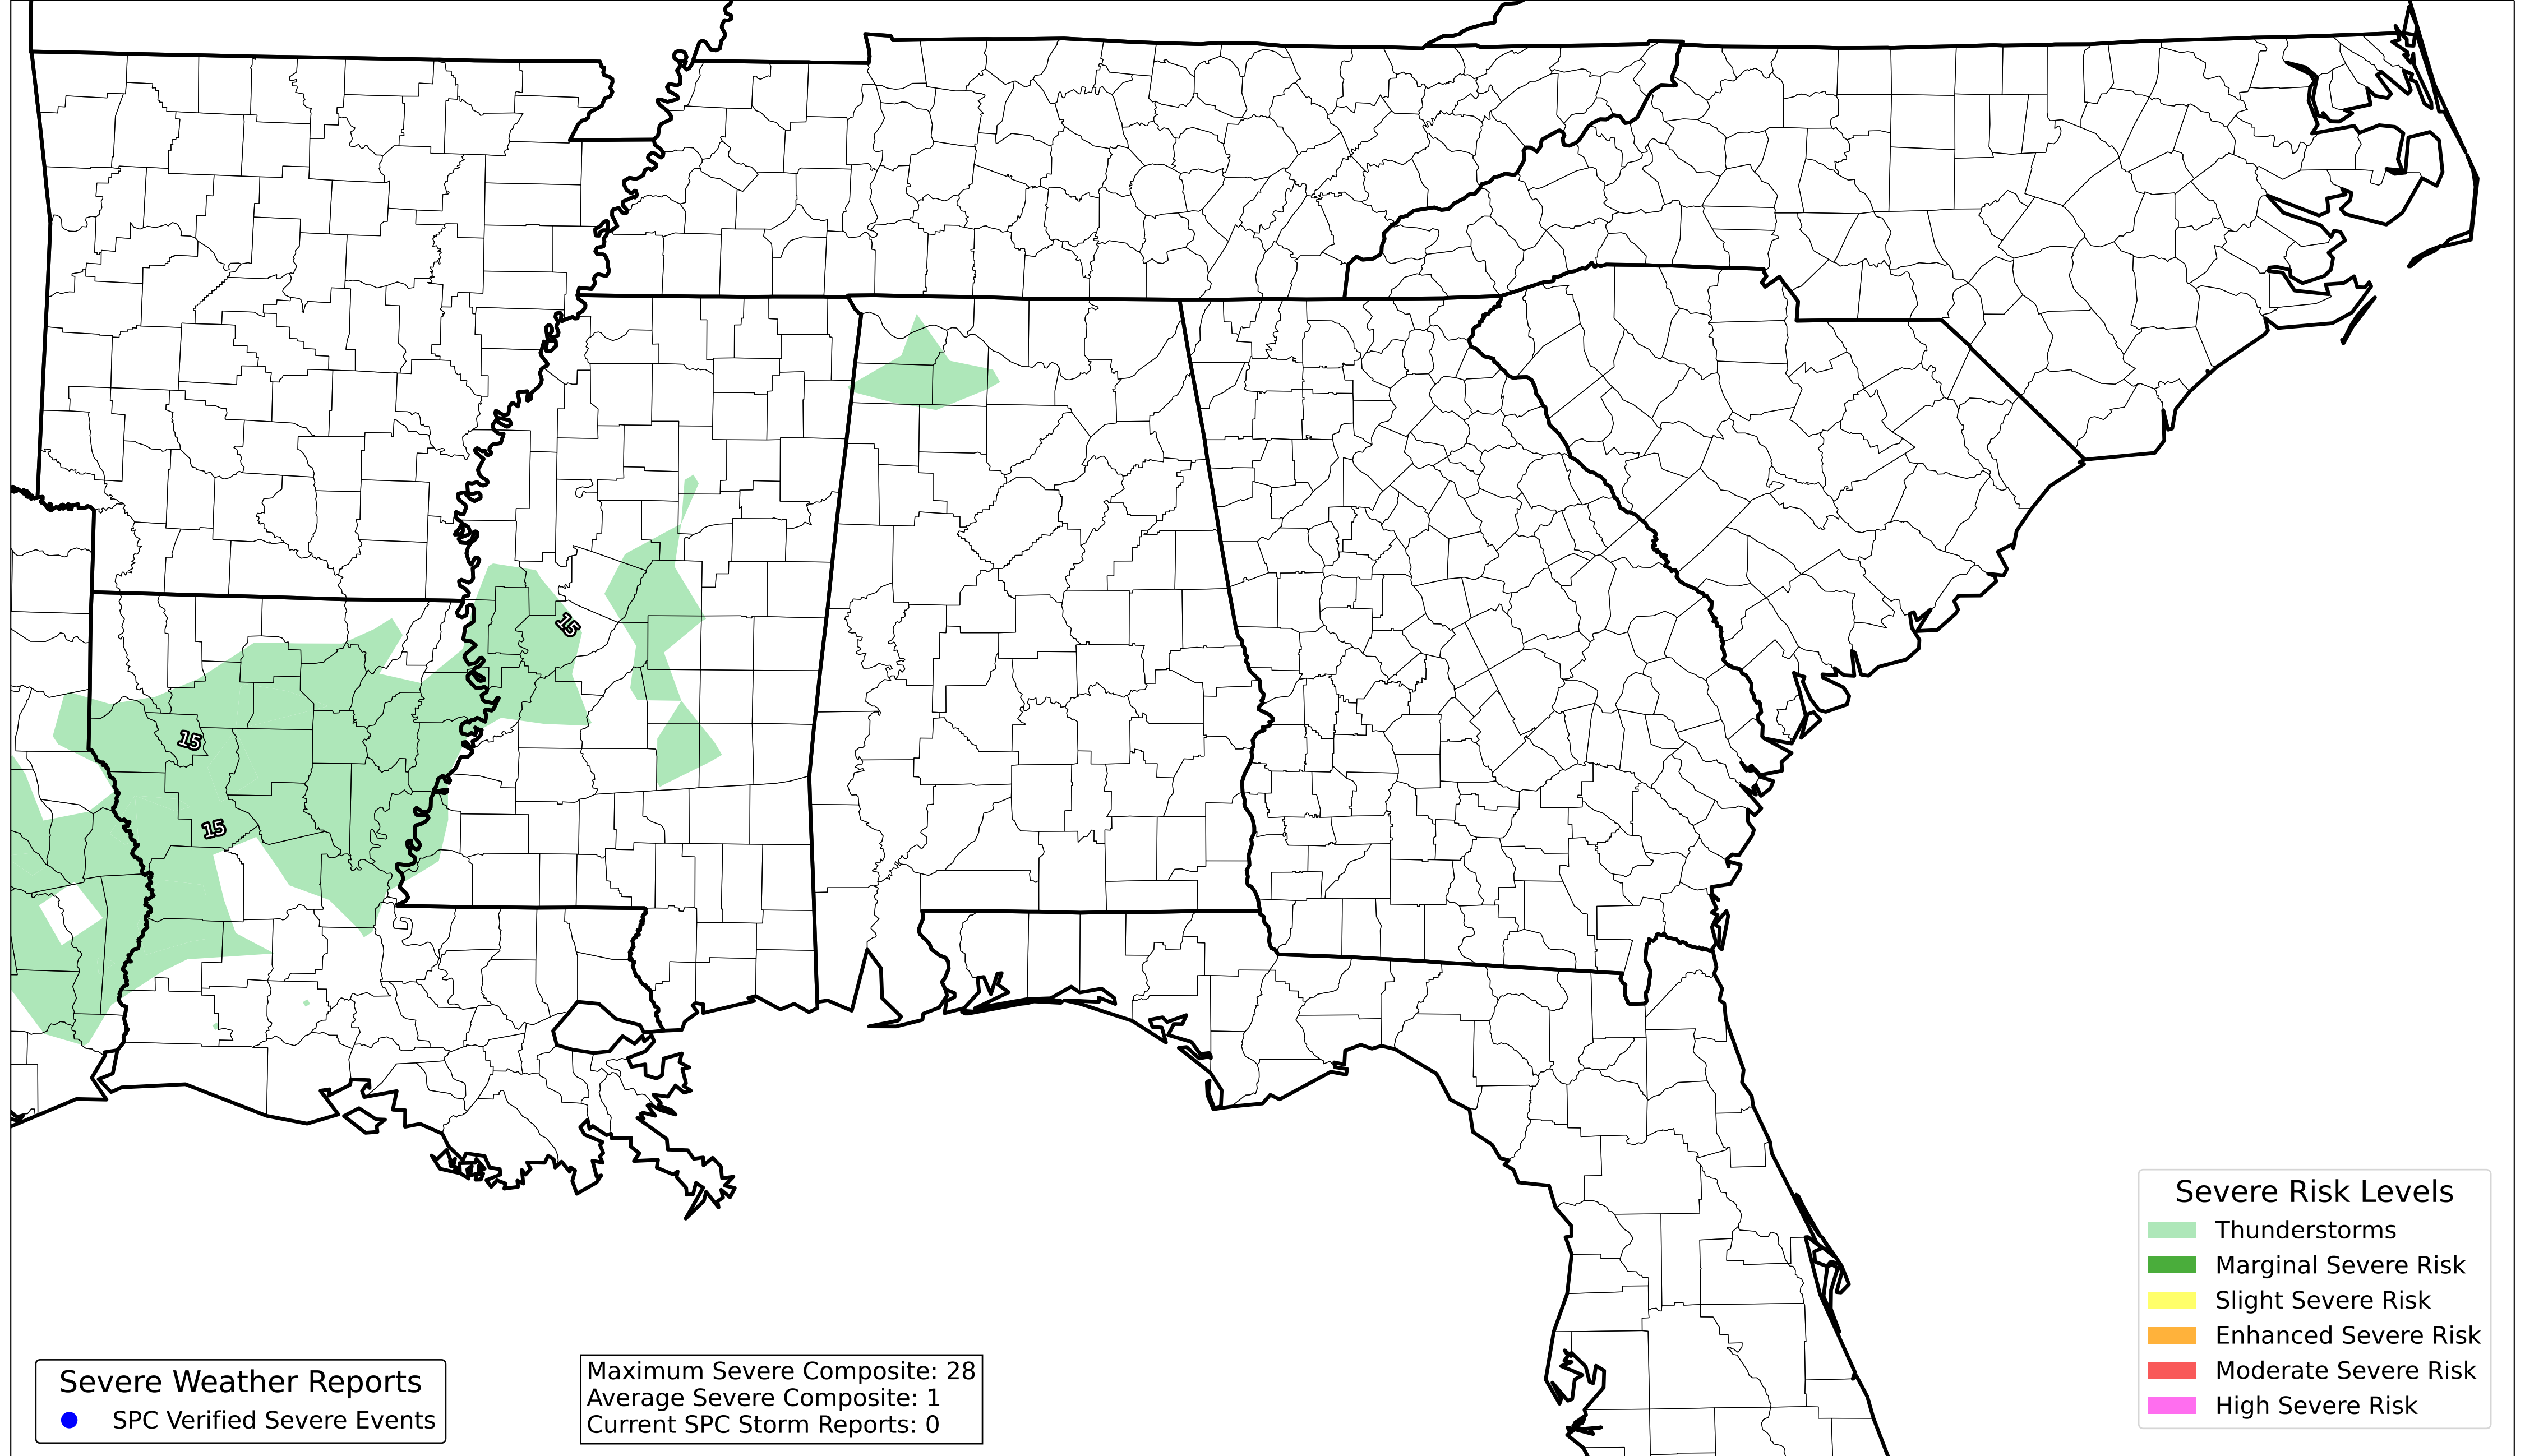 15
15
15
Severe Risk Levels
Thunderstorms
Marginal Severe Risk
Slight Severe Risk
Enhanced Severe Risk
Moderate Severe Risk
High Severe Risk
Severe Weather Reports
SPC Verified Severe Events
Maximum Severe Composite: 28
Average Severe Composite: 1
Current SPC Storm Reports: 0